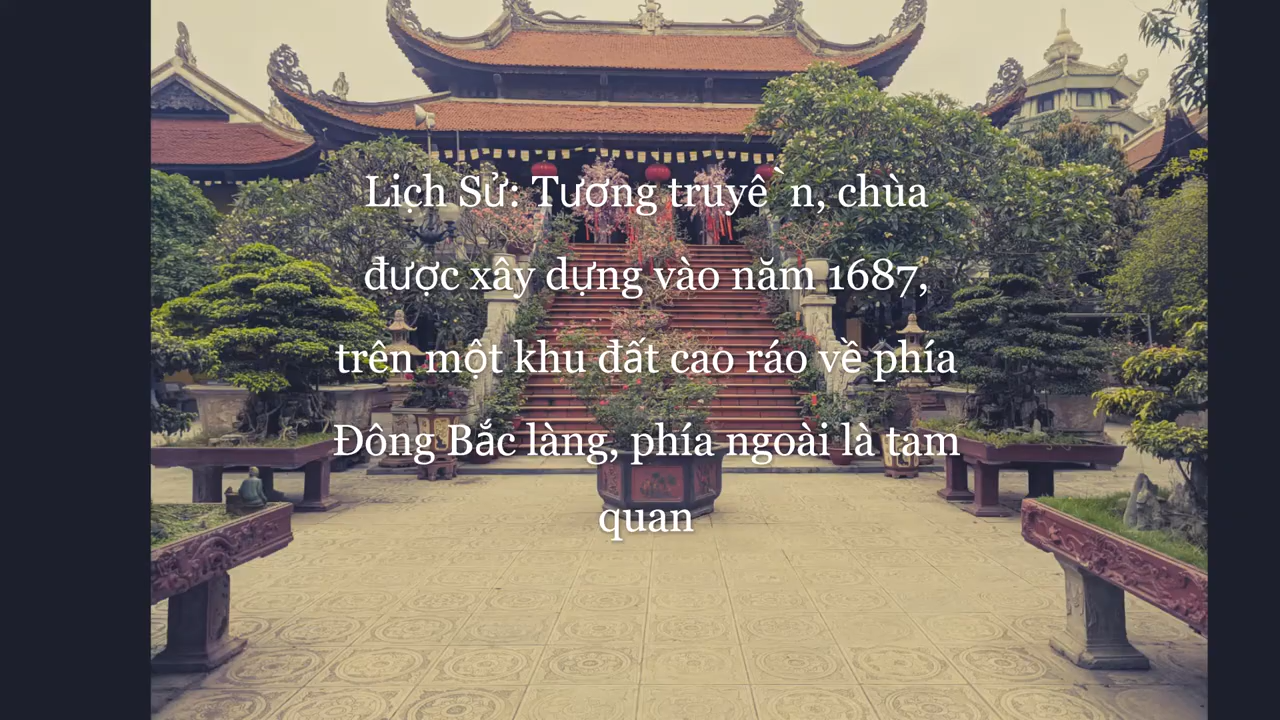 Lịch Sử: Tương truyền, chùa
được xây dựng vào năm 1687,
trên một khu đất cao ráo về phía
Đông Bắc làng, phía ngoài là tam
quan